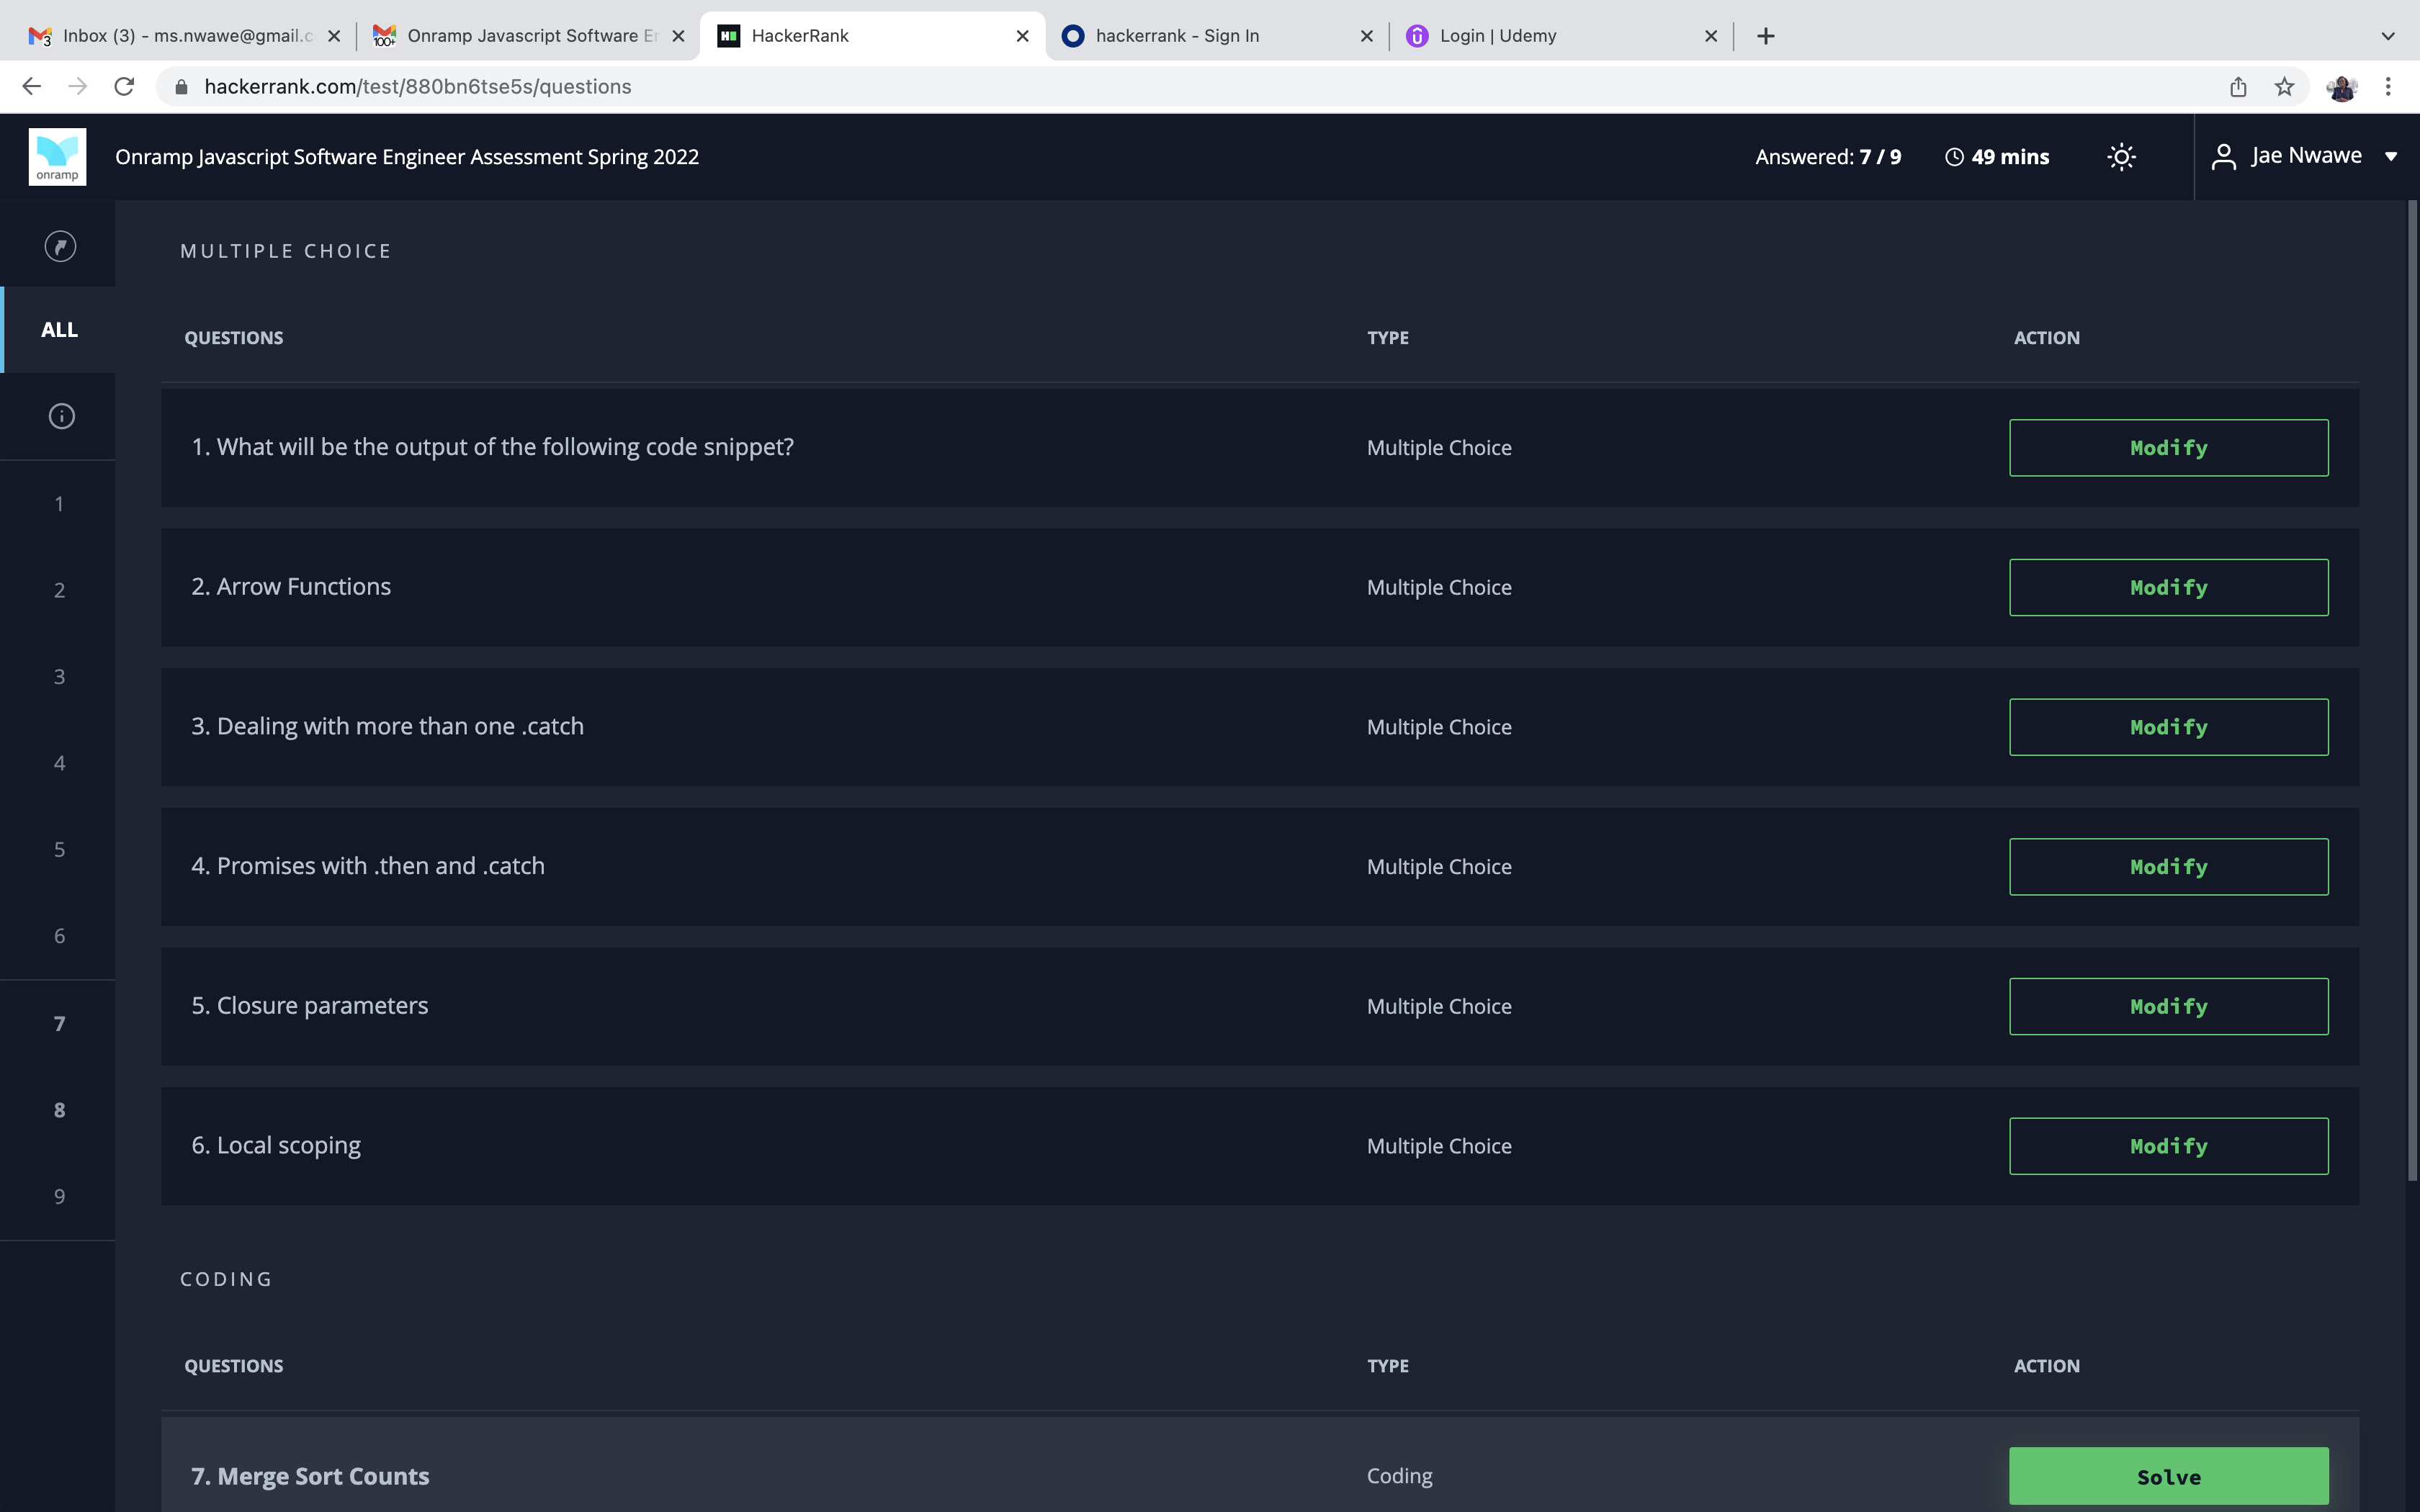 Inbox (3) - ms.nwawe@gmail.c
Onramp Javascript Software Er
HackerRank
hackerrank - Sign In
Login | Udemy
hackerrank.com/test/880bn6tse5s/questions
onramp
Onramp Javascript Software Engineer Assessment Spring 2022
Answered: 7 / 9
49 mins
Jae Nwawe
ALL
1
2
3
4
5
6
7
8
9
MULTIPLE CHOICE
QUESTIONS TYPE ACTION
1. What will be the output of the following code snippet? Multiple Choice Modify
2. Arrow Functions Multiple Choice Modify
3. Dealing with more than one .catch Multiple Choice Modify
4. Promises with .then and .catch Multiple Choice Modify
5. Closure parameters Multiple Choice Modify
6. Local scoping Multiple Choice Modify
CODING
QUESTIONS TYPE ACTION
7. Merge Sort Counts Coding Solve